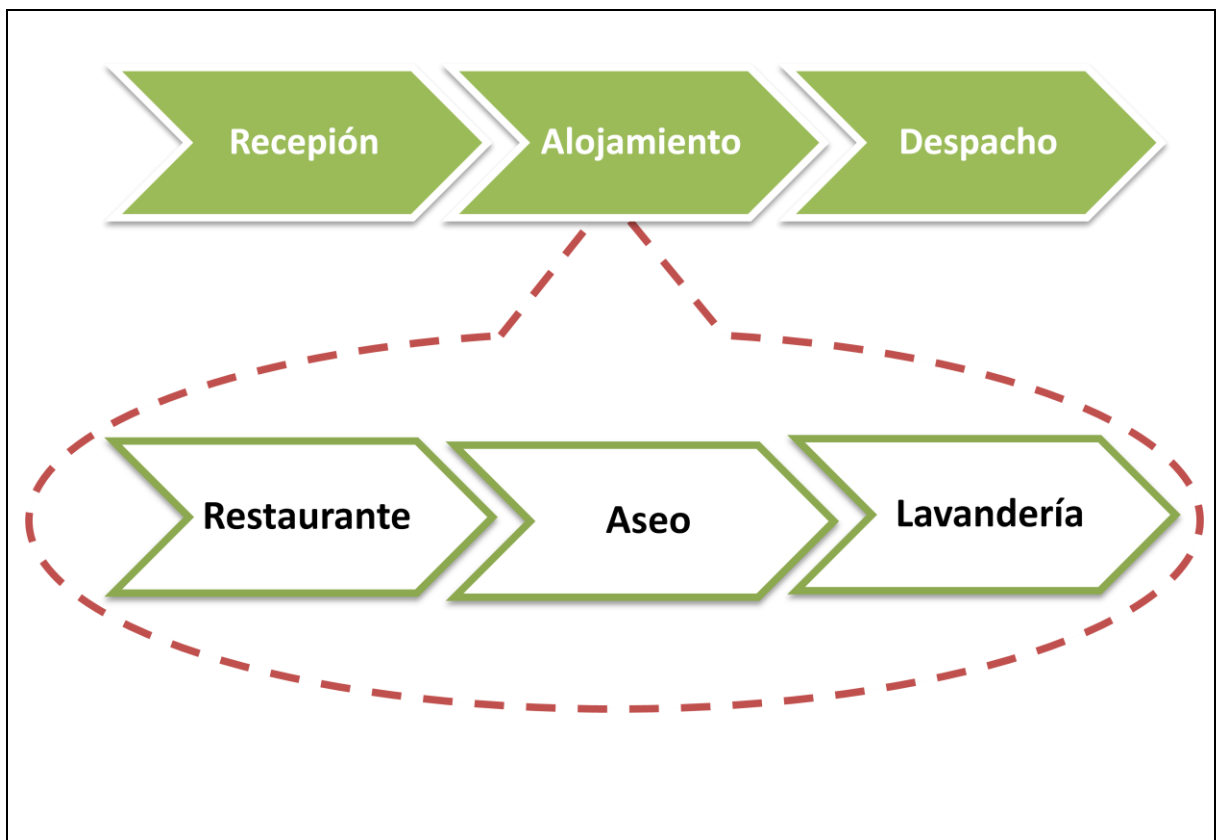 Recepión
Alojamiento
Despacho
Restaurante
Aseo
Lavandería